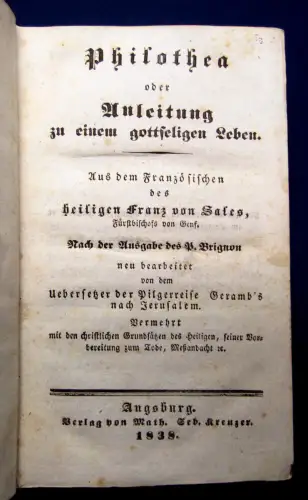 Philothea
oder
Anleitung
zu einem gottseligen Leben.
Aus dem Französischen
des
heiligen Franz von Sales,
Fürstbischofs von Genf.
Nach der Ausgabe des P. Brignon
neu bearbeitet
von dem
Uebersetzer der Pilgerreise Geramb's
nach Jerusalem.
Vermehrt
mit den christlichen Grundsätzen des Heiligen, seiner Vor-
bereitung zum Tode, Meßandacht ꝛc.
Augsburg.
Verlag von Math. Seb. Kreuzer.
1838.